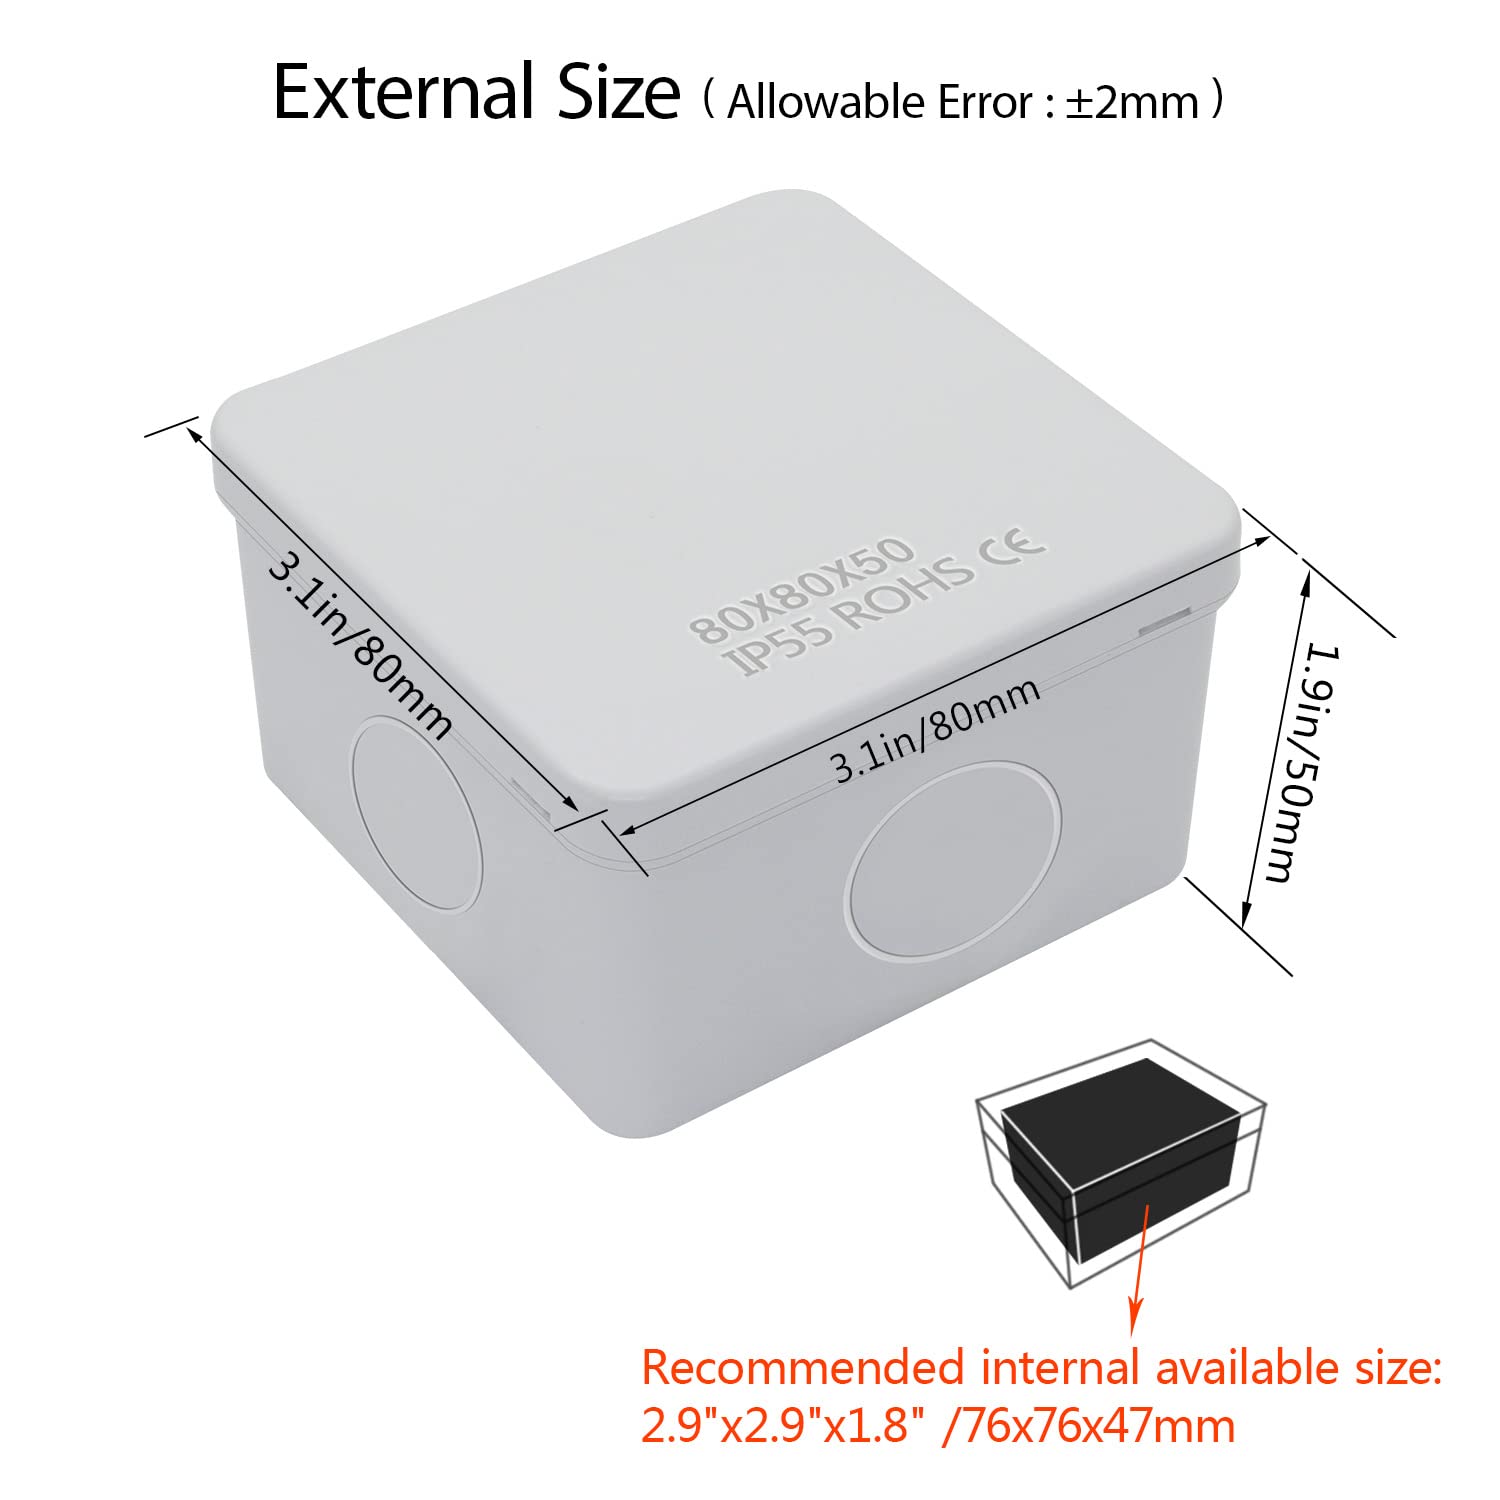 External Size ( Allowable Error : ±2mm )
80X80X50
IP55 ROHS CE
3.1in/80mm
3.1in/80mm
1.9in/50mm
Recommended internal available size:
2.9"x2.9"x1.8" /76x76x47mm